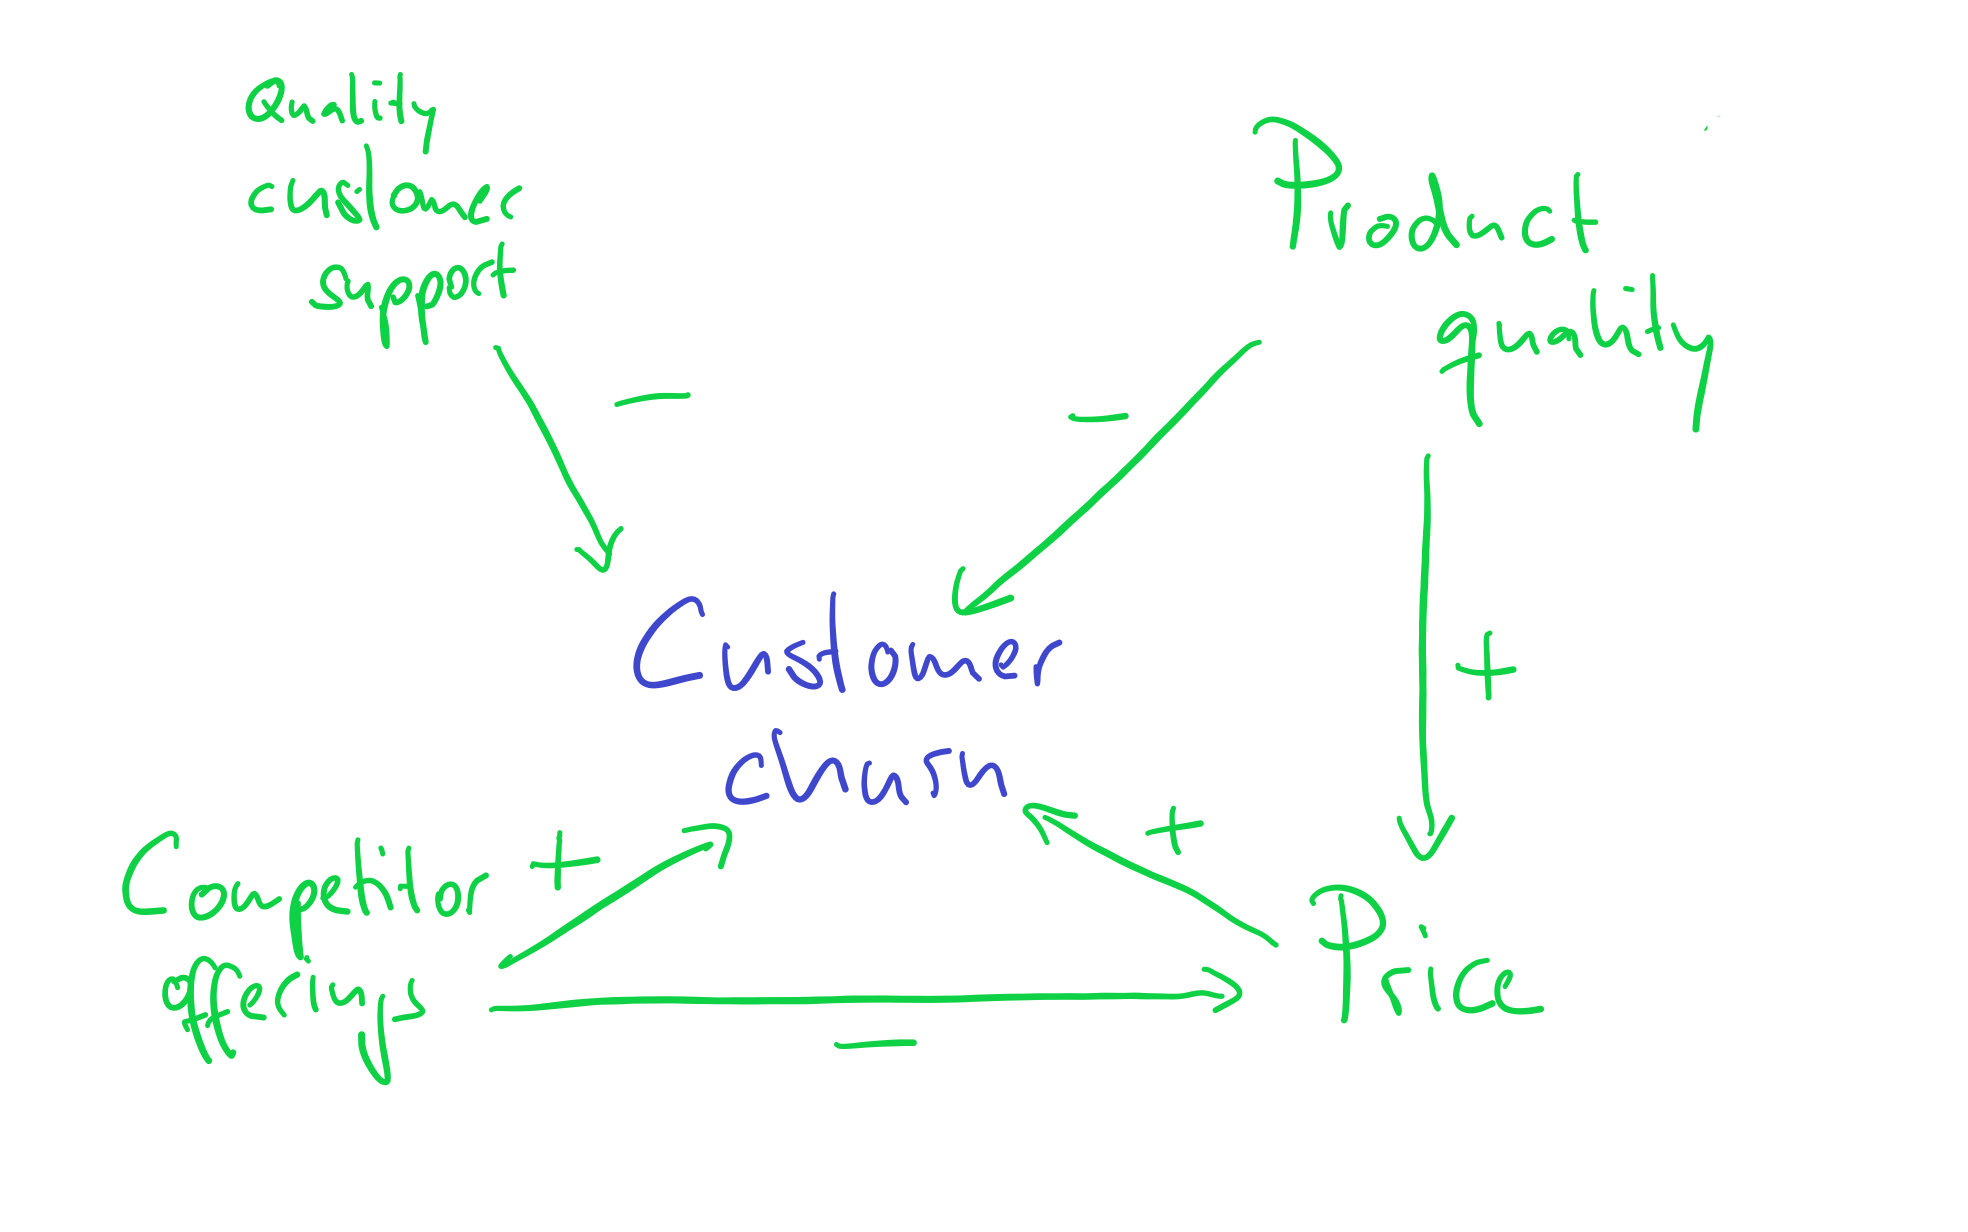 Quality
customer
support
Product
quality
−
−
Customer
churn
+
Competitor
offerings
+
+
Price
−